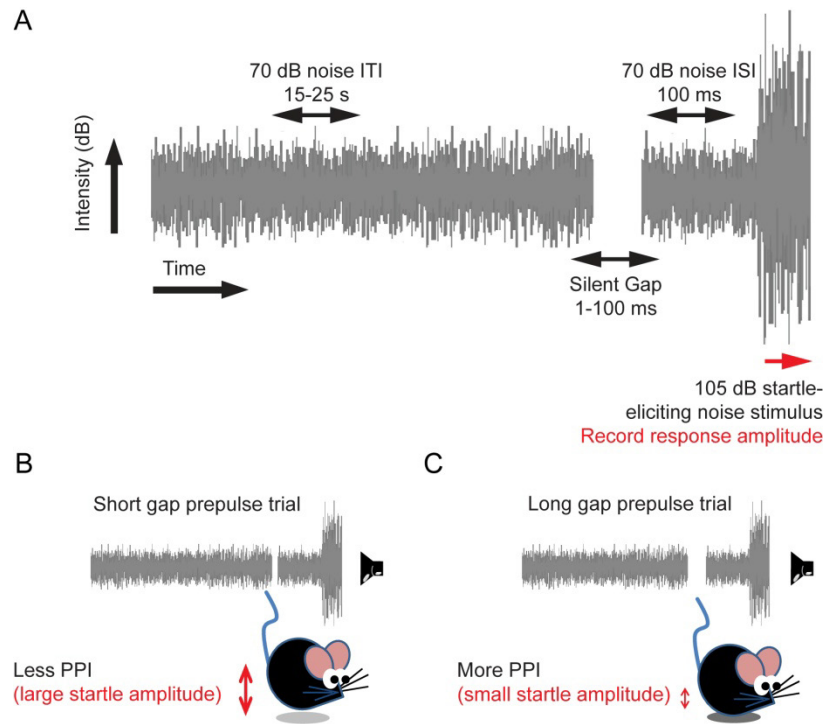 A
70 dB noise ITI
15-25 s
70 dB noise ISI
100 ms
Intensity (dB)
Time
Silent Gap
1-100 ms
105 dB startle-
eliciting noise stimulus
Record response amplitude
B
Short gap prepulse trial
Less PPI
(large startle amplitude)
C
Long gap prepulse trial
More PPI
(small startle amplitude)